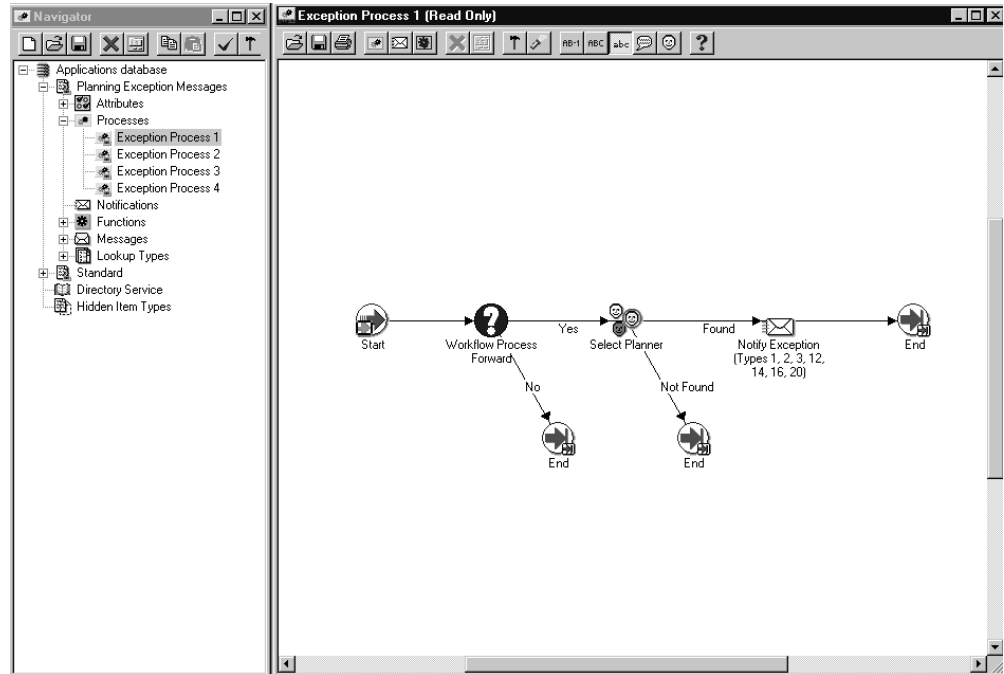 Navigator
Applications database
Planning Exception Messages
Attributes
Processes
Exception Process 1
Exception Process 2
Exception Process 3
Exception Process 4
Notifications
Functions
Messages
Lookup Types
Standard
Directory Service
Hidden Item Types
Exception Process 1 (Read Only)
AB-1 ABC abc
Start
Workflow Process
Forward
Yes
No
End
Select Planner
Found
Not Found
End
Notify Exception
(Types 1, 2, 3, 12,
14, 16, 20)
End